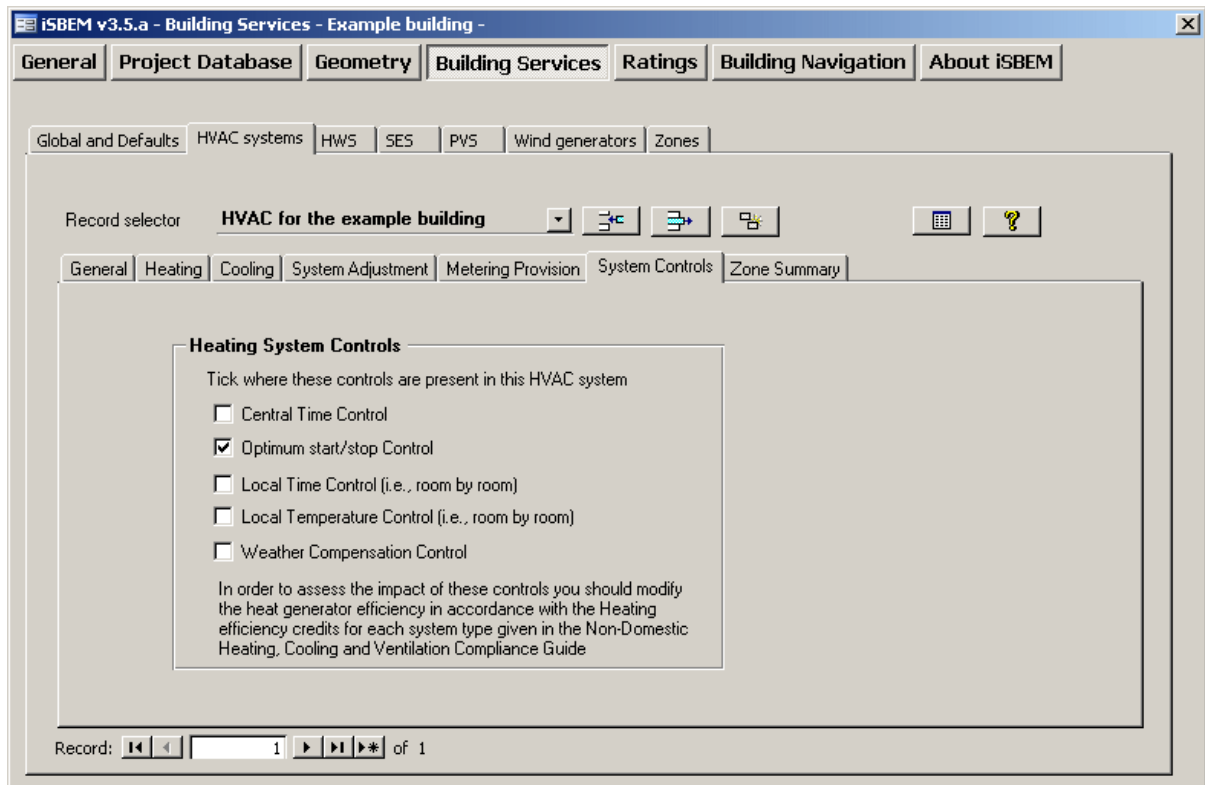 iSBEM v3.5.a - Building Services - Example building -
General Project Database Geometry Building Services Ratings Building Navigation About iSBEM
Global and Defaults HVAC systems HWS SES PVS Wind generators Zones
Record selector HVAC for the example building
General Heating Cooling System Adjustment Metering Provision System Controls Zone Summary
Heating System Controls
Tick where these controls are present in this HVAC system
Central Time Control
Optimum start/stop Control
Local Time Control (i.e., room by room)
Local Temperature Control (i.e., room by room)
Weather Compensation Control
In order to assess the impact of these controls you should modify
the heat generator efficiency in accordance with the Heating
efficiency credits for each system type given in the Non-Domestic
Heating, Cooling and Ventilation Compliance Guide
Record: 1 of 1